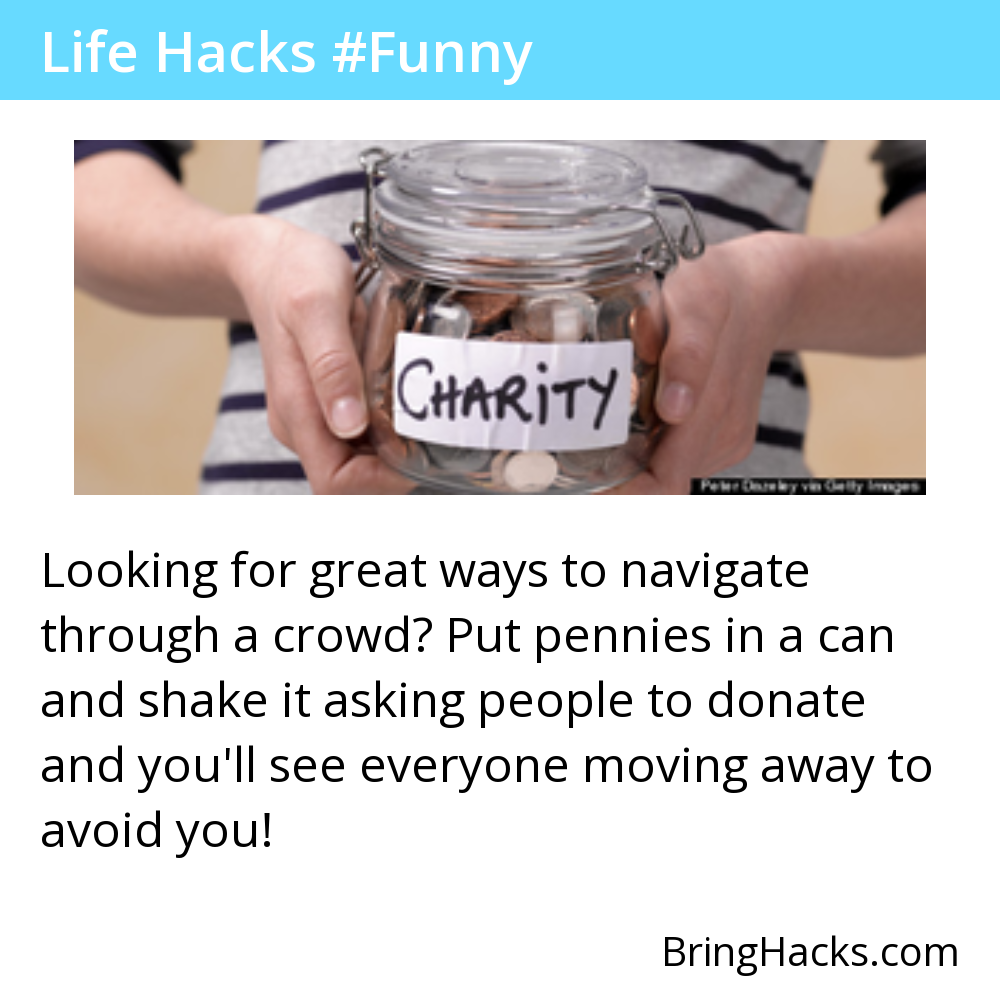 Life Hacks #Funny
CHARiTY
Peter Dazeley via Getty Images
Looking for great ways to navigate
through a crowd? Put pennies in a can
and shake it asking people to donate
and you'll see everyone moving away to
avoid you!
BringHacks.com